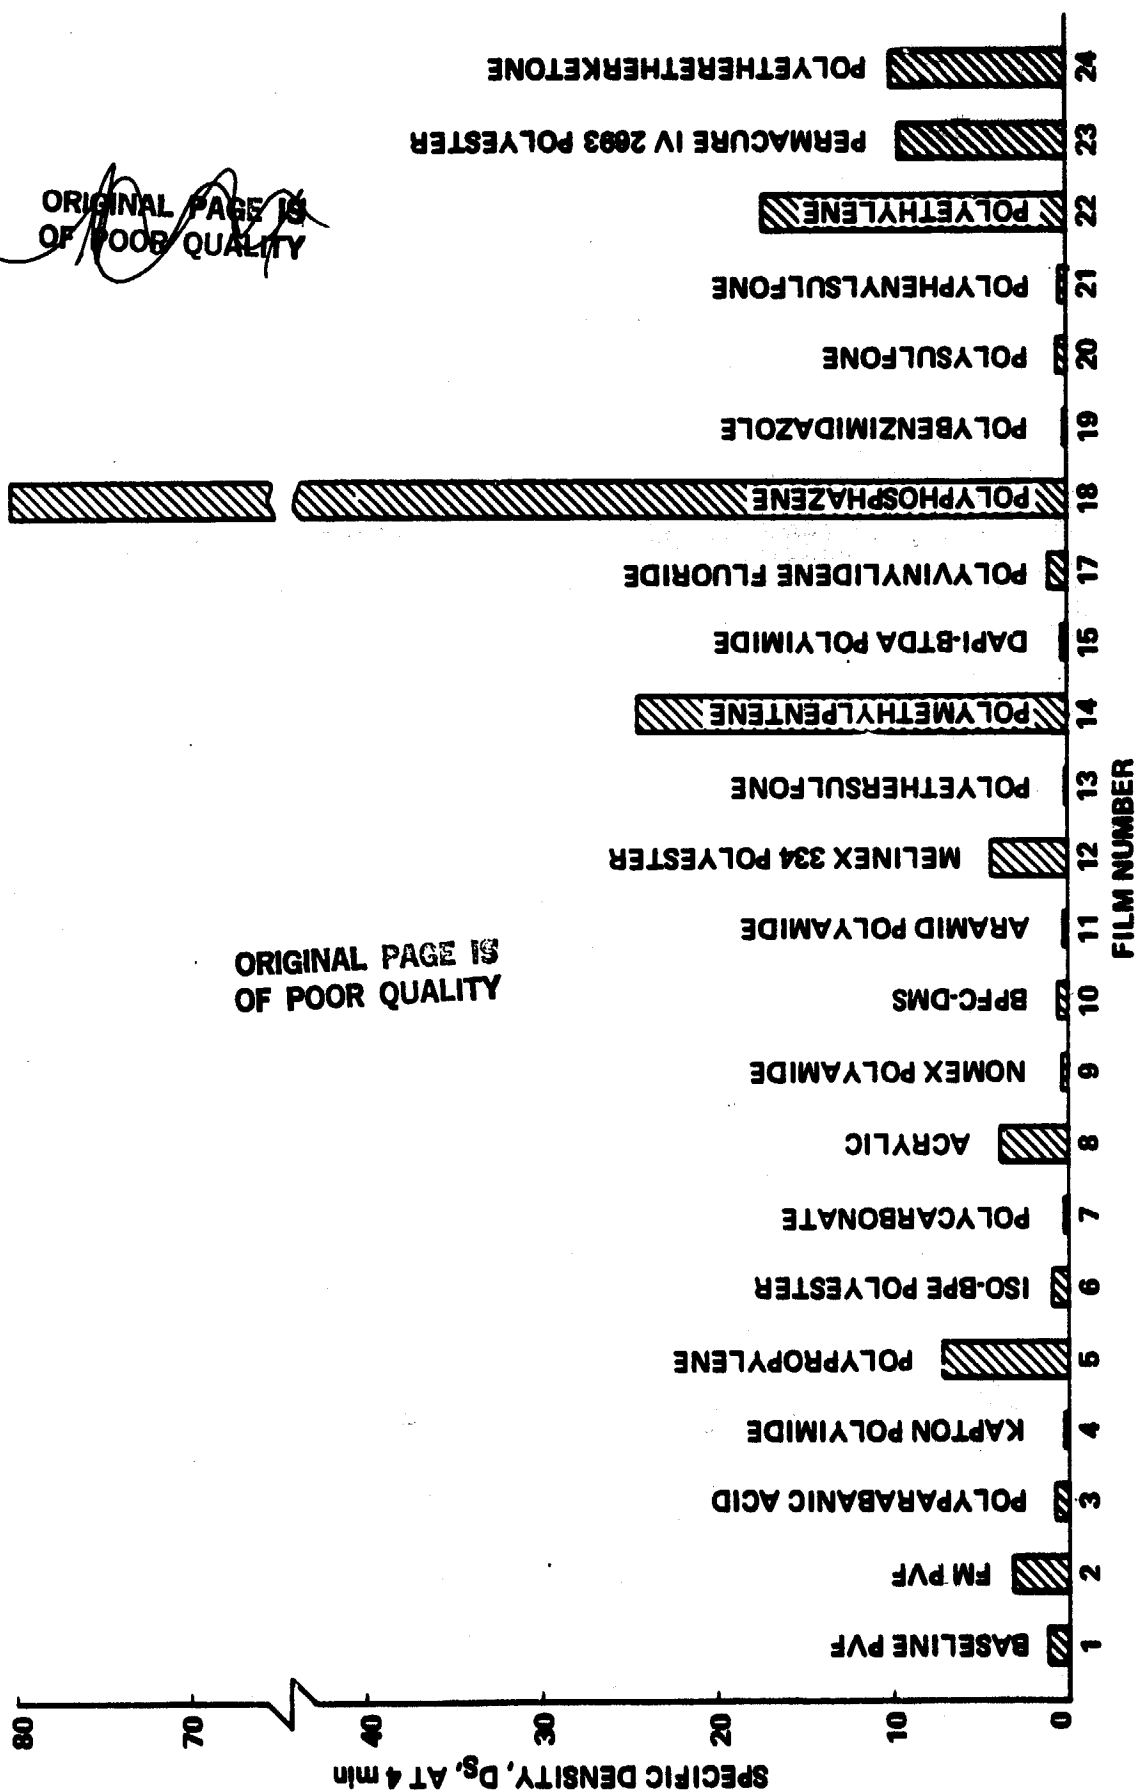 ORIGINAL PAGE IS
OF POOR QUALITY
ORIGINAL PAGE IS
OF POOR QUALITY
SPECIFIC DENSITY, Ds, AT 4 min
80
70
40
30
20
10
0
BASELINE PVF
FM PVF
POLYPARABANIC ACID
KAPTON POLYIMIDE
POLYPROPYLENE
ISO-BPE POLYESTER
POLYCARBONATE
ACRYLIC
NOMEX POLYAMIDE
BPFC-DMS
ARAMID POLYAMIDE
MELINEX 334 POLYESTER
POLYETHERSULFONE
POLYMETHYLPENTENE
DAPI-BTDA POLYIMIDE
POLYVINYLIDENE FLUORIDE
POLYPHOSPHAZENE
POLYBENZIMIDAZOLE
POLYSULFONE
POLYPHENYLSULFONE
POLYETHYLENE
PERMACURE IV 2693 POLYESTER
POLYETHERETHERKETONE
1
2
3
4
5
6
7
8
9
10
11
12
13
14
15
17
18
19
20
21
22
23
24
FILM NUMBER